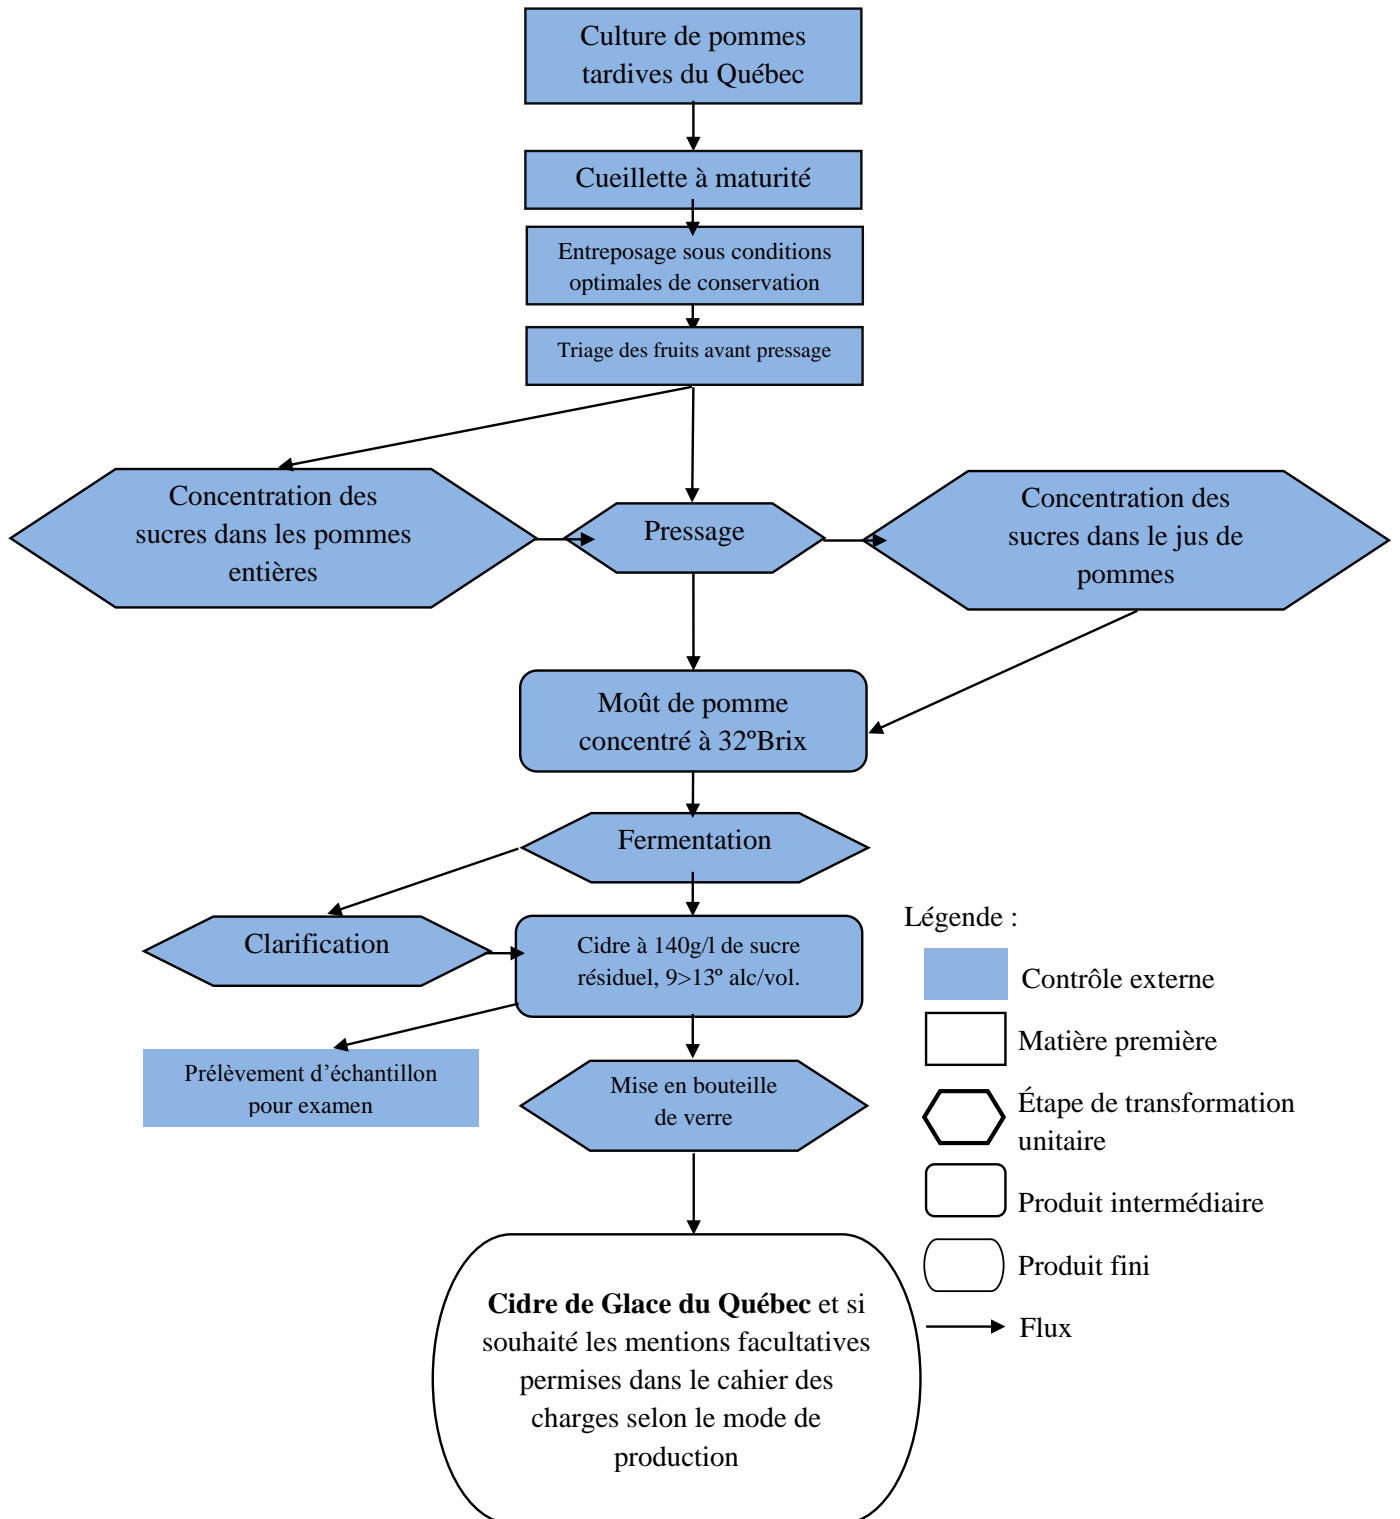 Culture de pommes
tardives du Québec
Cueillette à maturité
Entreposage sous conditions
optimales de conservation
Triage des fruits avant pressage
Concentration des
sucres dans les pommes
entières
Pressage
Concentration des
sucres dans le jus de
pommes
Moût de pomme
concentré à 32ºBrix
Fermentation
Clarification
Cidre à 140g/l de sucre
résiduel, 9>13º alc/vol.
Prélèvement d’échantillon
pour examen
Mise en bouteille
de verre
Cidre de Glace du Québec et si
souhaité les mentions facultatives
permises dans le cahier des
charges selon le mode de
production
Légende :
Contrôle externe
Matière première
Étape de transformation
unitaire
Produit intermédiaire
Produit fini
Flux